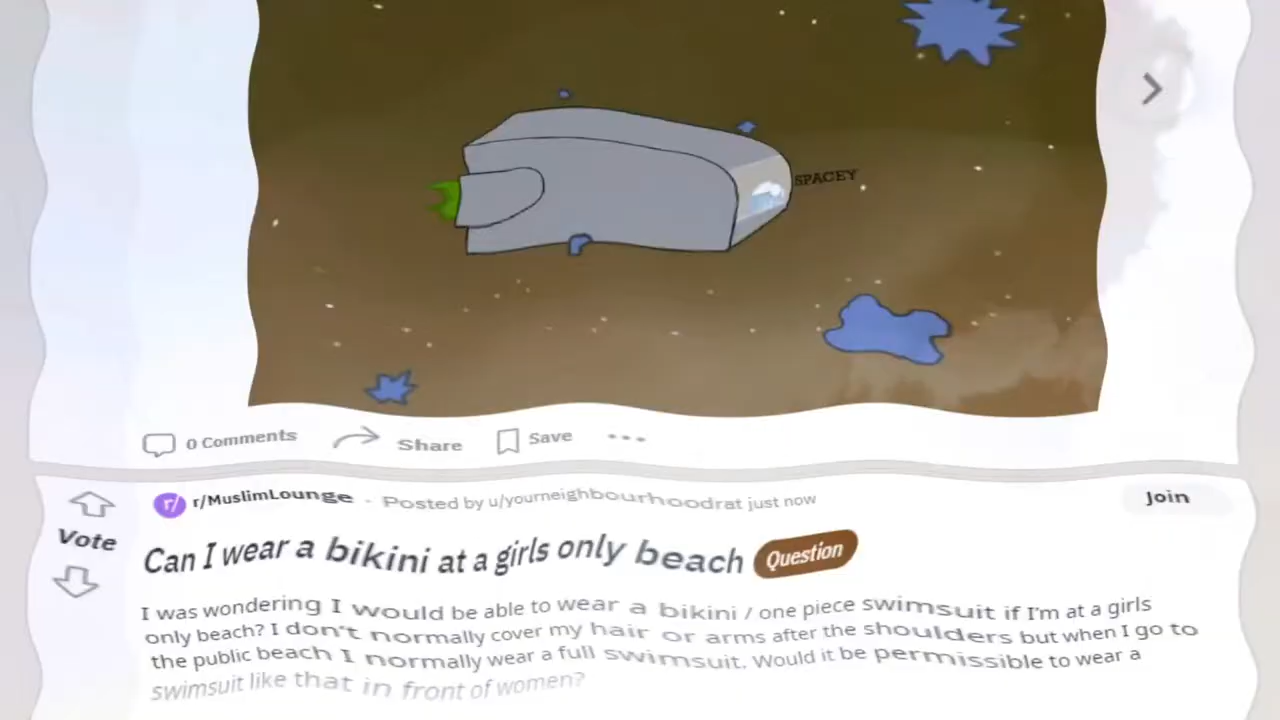 SPACEY
0 Comments Share Save
r/MuslimLounge - Posted by u/yourneighbourhoodrat just now Join
Vote
Can I wear a bikini at a girls only beach Question
I was wondering I would be able to wear a bikini / one piece swimsuit if I'm at a girls
only beach? I don't normally cover my hair or arms after the shoulders but when I go to
the public beach I normally wear a full swimsuit. Would it be permissible to wear a
swimsuit like that in front of women?